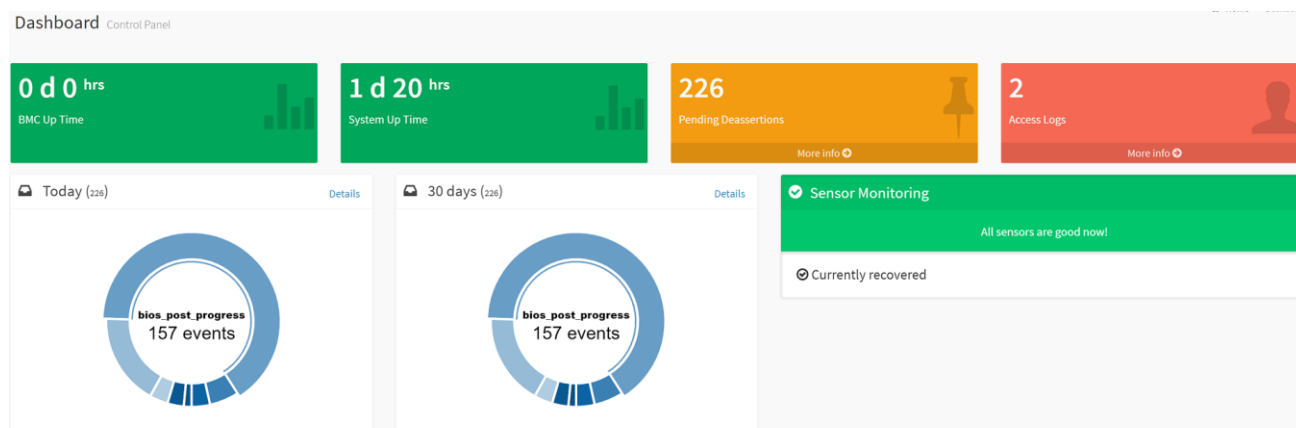 Dashboard Control Panel
0 d 0 hrs
BMC Up Time
1 d 20 hrs
System Up Time
226
Pending Deassertions
More info
2
Access Logs
More info
Today (226)
Details
bios_post_progress
157 events
30 days (226)
Details
bios_post_progress
157 events
Sensor Monitoring
All sensors are good now!
Currently recovered